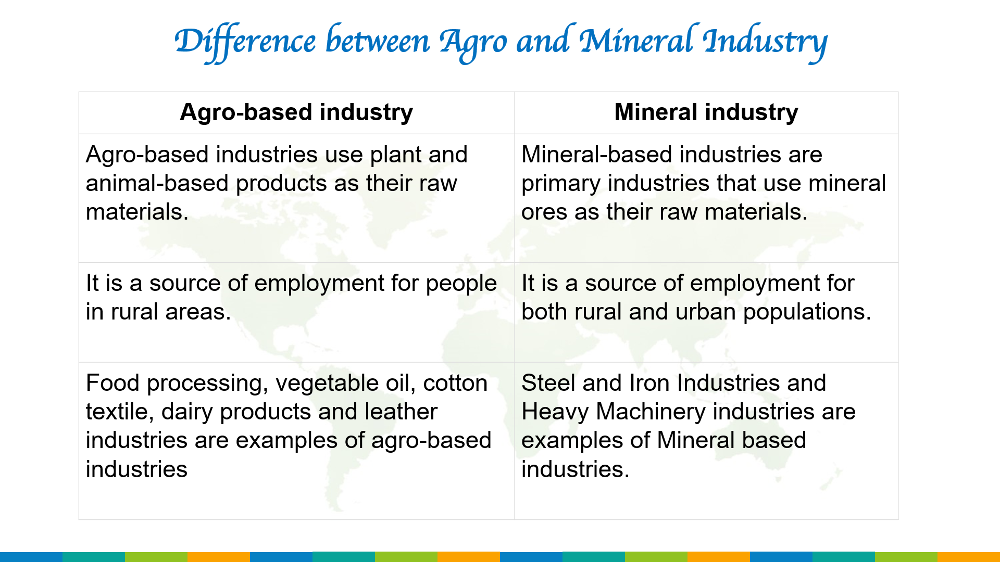 Difference between Agro and Mineral Industry
Agro-based industry
Mineral industry
Agro-based industries use plant and
animal-based products as their raw
materials.
Mineral-based industries are
primary industries that use mineral
ores as their raw materials.
It is a source of employment for people
in rural areas.
It is a source of employment for
both rural and urban populations.
Food processing, vegetable oil, cotton
textile, dairy products and leather
industries are examples of agro-based
industries
Steel and Iron Industries and
Heavy Machinery industries are
examples of Mineral based
industries.